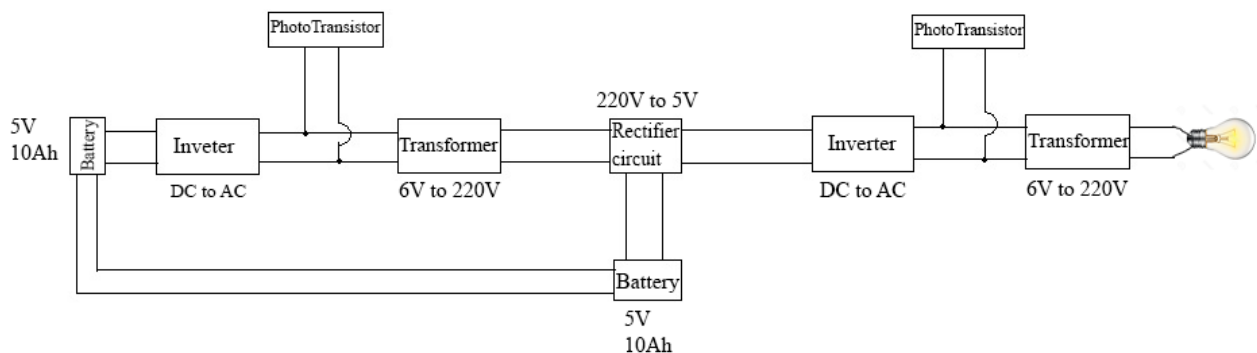 PhotoTransistor
PhotoTransistor
220V to 5V
5V
10Ah
Battery
Inveter
Transformer
Rectifier
circuit
Inverter
Transformer
DC to AC
6V to 220V
DC to AC
6V to 220V
Battery
5V
10Ah